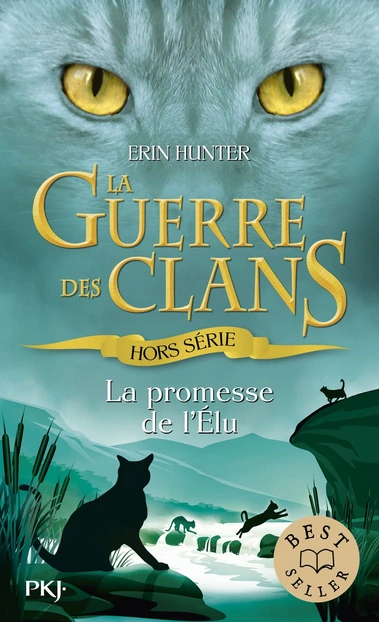 ERIN HUNTER
LA
GUERRE
DES CLANS
HORS SÉRIE
La promesse
de l'Élu
BEST
SELLER
PKJ.